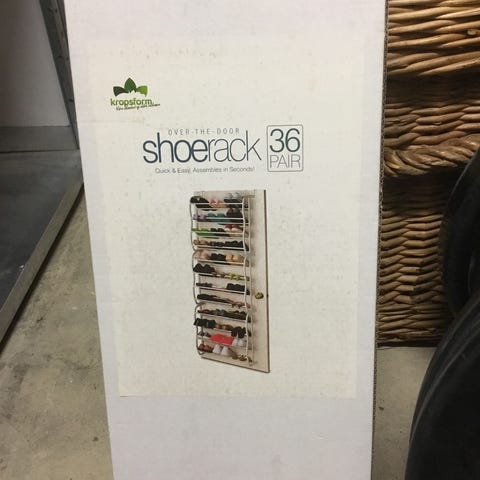 kropsform
OVER-THE-DOOR
shoerack
36
PAIR
Quick & Easy, Assembles in Seconds!